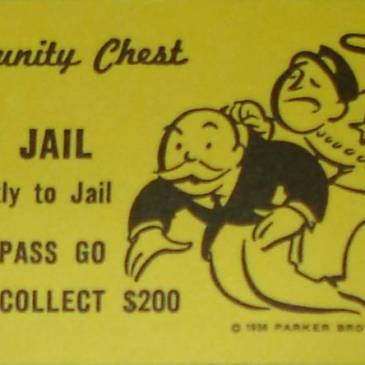 unity Chest
JAIL
ly to Jail
PASS GO
COLLECT $200
© 1936 PARKER BRO